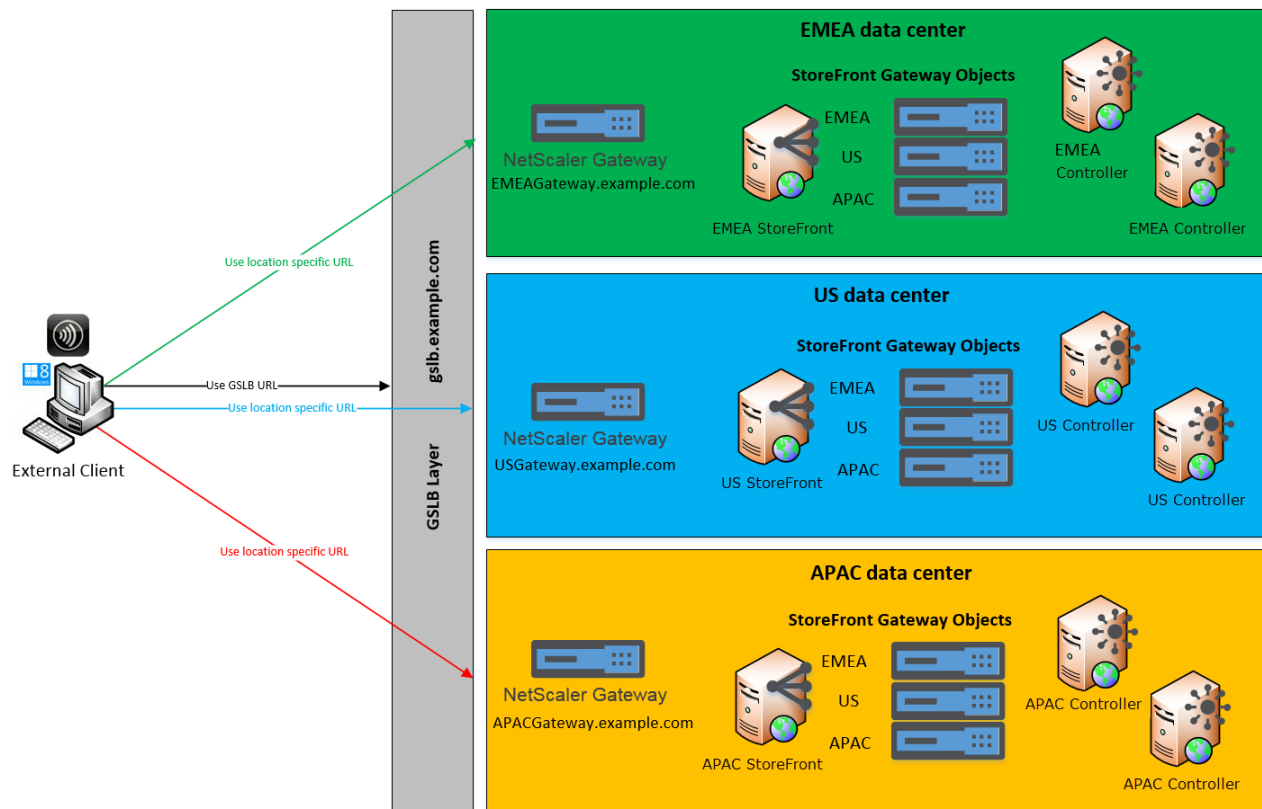 EMEA data center
StoreFront Gateway Objects
EMEA
US
APAC
NetScaler Gateway
EMEAGateway.example.com
EMEA StoreFront
EMEA
Controller
EMEA Controller
Use location specific URL
gslb.example.com
GSLB Layer
8
Windows
Use GSLB URL
Use location specific URL
External Client
Use location specific URL
US data center
StoreFront Gateway Objects
EMEA
US
APAC
NetScaler Gateway
USGateway.example.com
US StoreFront
US Controller
US Controller
APAC data center
StoreFront Gateway Objects
EMEA
US
APAC
NetScaler Gateway
APACGateway.example.com
APAC StoreFront
APAC Controller
APAC Controller